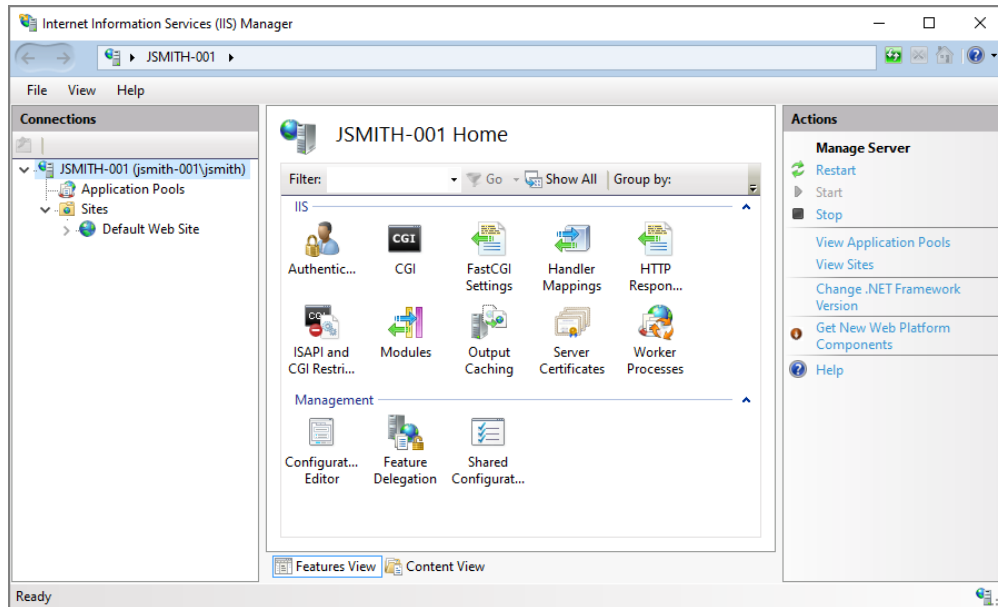 Internet Information Services (IIS) Manager
JSMITH-001
File View Help
Connections
JSMITH-001 (jsmith-001\jsmith)
Application Pools
Sites
Default Web Site
JSMITH-001 Home
Filter: Go Show All Group by:
IIS
Authentic... CGI FastCGI Settings Handler Mappings HTTP Respon...
ISAPI and CGI Restri... Modules Output Caching Server Certificates Worker Processes
Management
Configurat... Editor Feature Delegation Shared Configurat...
Features View Content View
Actions
Manage Server
Restart
Start
Stop
View Application Pools
View Sites
Change .NET Framework
Version
Get New Web Platform
Components
Help
Ready